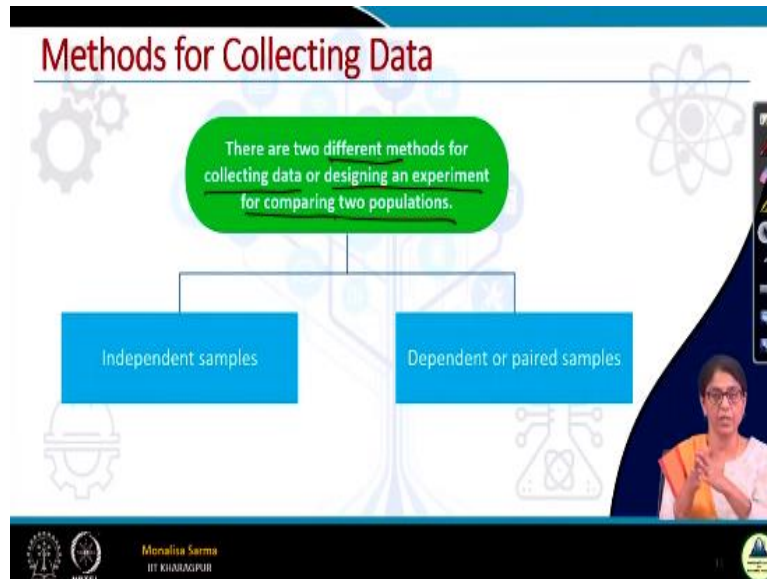 Methods for Collecting Data
There are two different methods for
collecting data or designing an experiment
for comparing two populations.
Independent samples
Dependent or paired samples
Monalisa Sarma
IIT KHARAGPUR
NPTEL